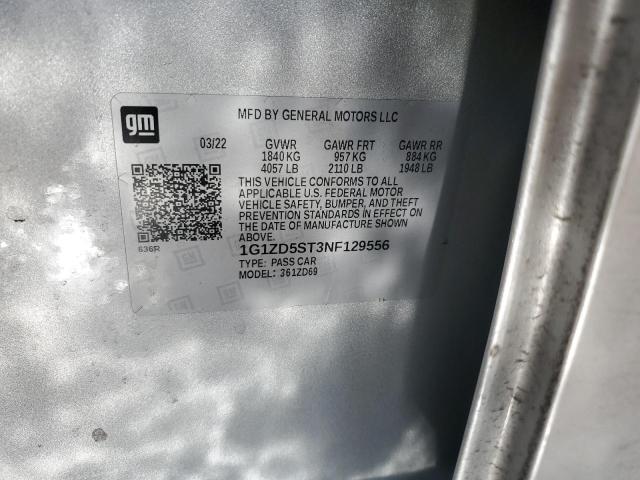 gm
MFD BY GENERAL MOTORS LLC
03/22 GVWR GAWR FRT GAWR RR
1840 KG 957 KG 884 KG
4057 LB 2110 LB 1948 LB
THIS VEHICLE CONFORMS TO ALL
APPLICABLE U.S. FEDERAL MOTOR
VEHICLE SAFETY, BUMPER, AND THEFT
PREVENTION STANDARDS IN EFFECT ON
THE DATE OF MANUFACTURE SHOWN
ABOVE.
636R
1G1ZD5ST3NF129556
TYPE: PASS CAR
MODEL: 361ZD69